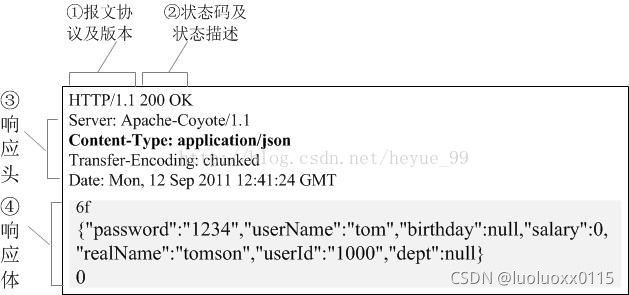 ①报文协
议及版本
②状态码及
状态描述
③
响
应
头
HTTP/1.1 200 OK
Server: Apache-Coyote/1.1
Content-Type: application/json
Transfer-Encoding: chunked
http://blog.csdn.net/heyue_99
Date: Mon, 12 Sep 2011 12:41:24 GMT
④
响
应
体
6f
{"password":"1234","userName":"tom","birthday":null,"salary":0,
"realName":"tomson","userId":"1000","dept":null}
0
CSDN @luoluoxx0115